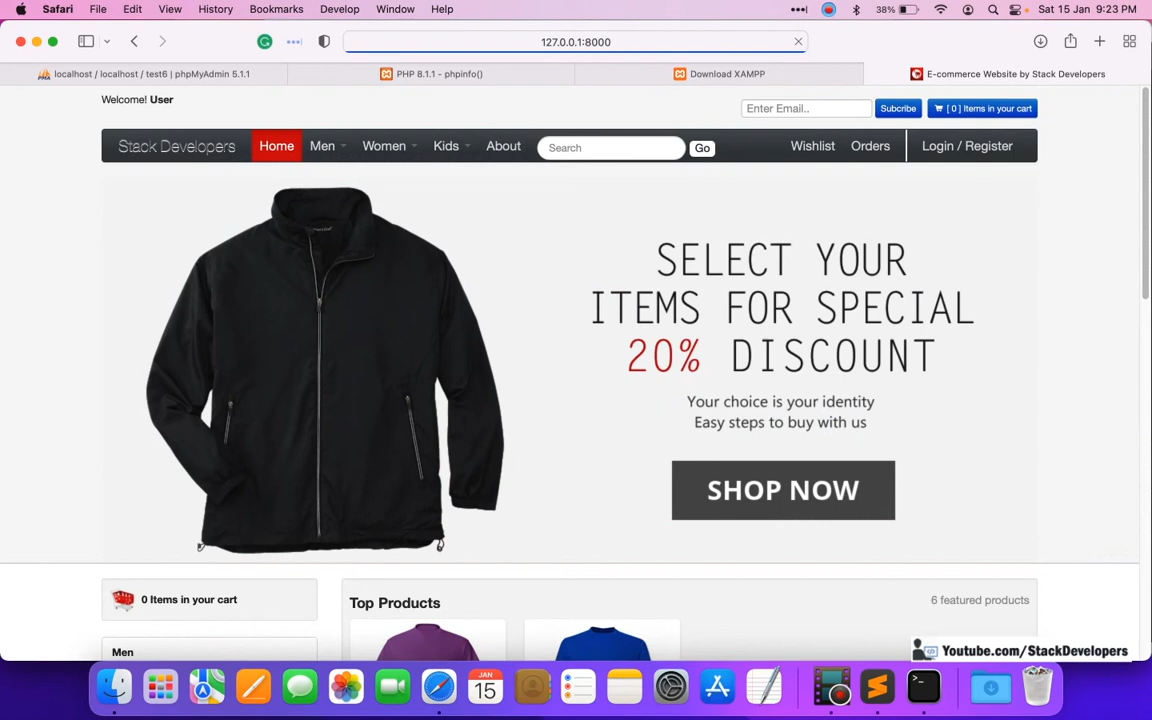 Safari File Edit View History Bookmarks Develop Window Help 38% Sat 15 Jan 9:23 PM
127.0.0.1:8000
localhost / localhost / test6 | phpMyAdmin 5.1.1 PHP 8.1.1 - phpinfo() Download XAMPP E-commerce Website by Stack Developers
Welcome! User Enter Email.. Subcribe [ 0 ] Items in your cart
Stack Developers Home Men Women Kids About Search Go Wishlist Orders Login / Register
SELECT YOUR
ITEMS FOR SPECIAL
20% DISCOUNT
Your choice is your identity
Easy steps to buy with us
SHOP NOW
0 Items in your cart Top Products 6 featured products
Men
Youtube.com/StackDevelopers
JAN
15